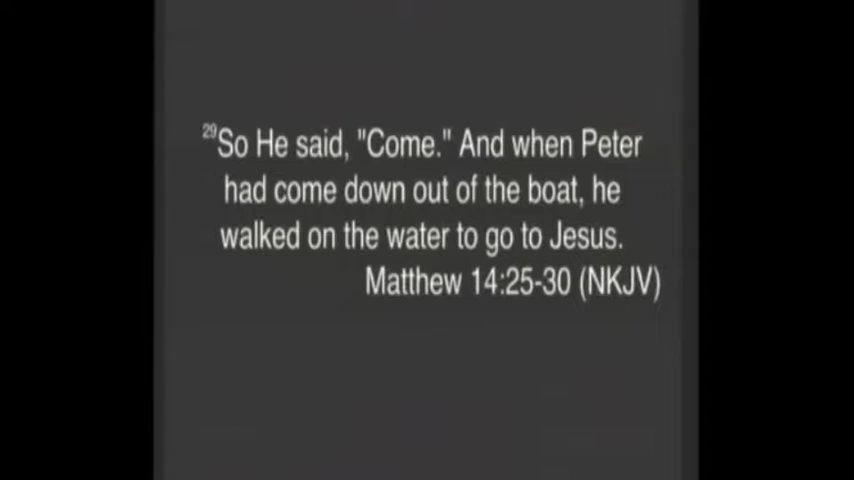 29So He said, "Come." And when Peter
had come down out of the boat, he
walked on the water to go to Jesus.
Matthew 14:25-30 (NKJV)